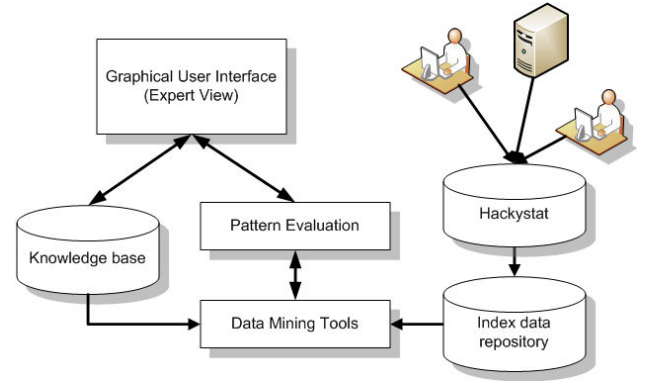 Graphical User Interface
(Expert View)
Hackystat
Pattern Evaluation
Knowledge base
Data Mining Tools
Index data
repository